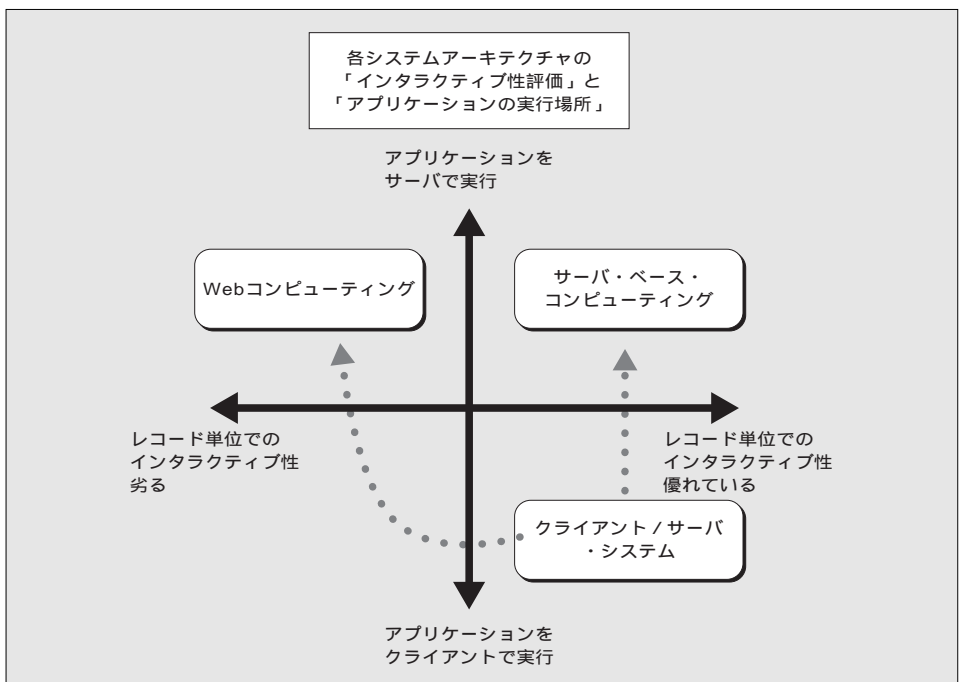 各システムアーキテクチャの
「インタラクティブ性評価」と
「アプリケーションの実行場所」
アプリケーションを
サーバで実行
Webコンピューティング
サーバ・ベース・
コンピューティング
レコード単位での
インタラクティブ性
劣る
レコード単位での
インタラクティブ性
優れている
クライアント/サーバ
・システム
アプリケーションを
クライアントで実行